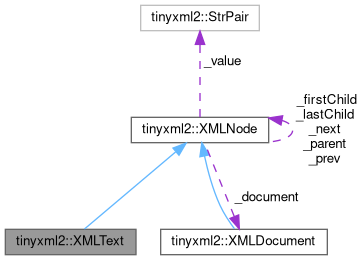 tinyxml2::StrPair
_value
_firstChild
_lastChild
_next
_parent
_prev
tinyxml2::XMLNode
_document
tinyxml2::XMLText
tinyxml2::XMLDocument